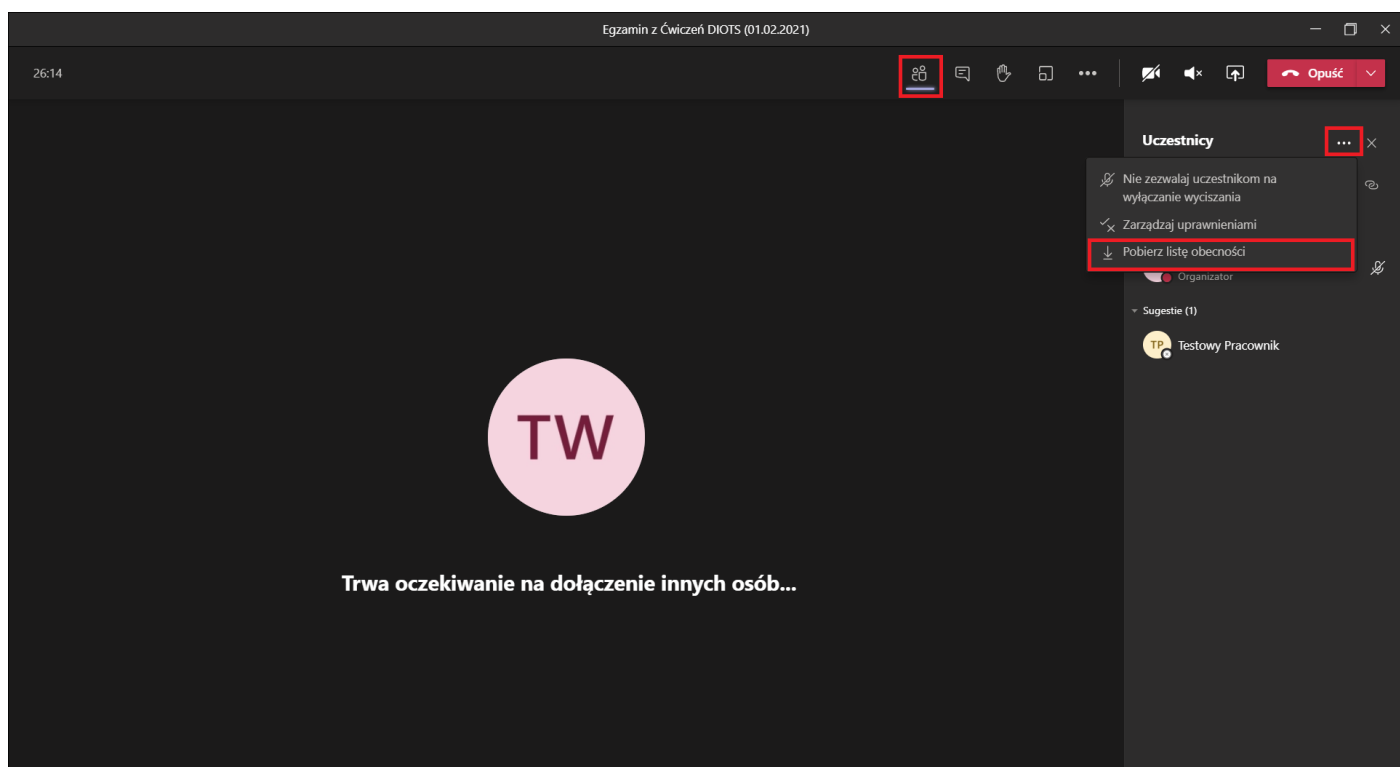 Egzamin z Ćwiczeń DIOTS (01.02.2021)
26:14
Opuść
Uczestnicy
Nie zezwalaj uczestnikom na
wyłączanie wyciszania
Zarządzaj uprawnieniami
Pobierz listę obecności
Organizator
Sugestie (1)
TP
Testowy Pracownik
TW
Trwa oczekiwanie na dołączenie innych osób...